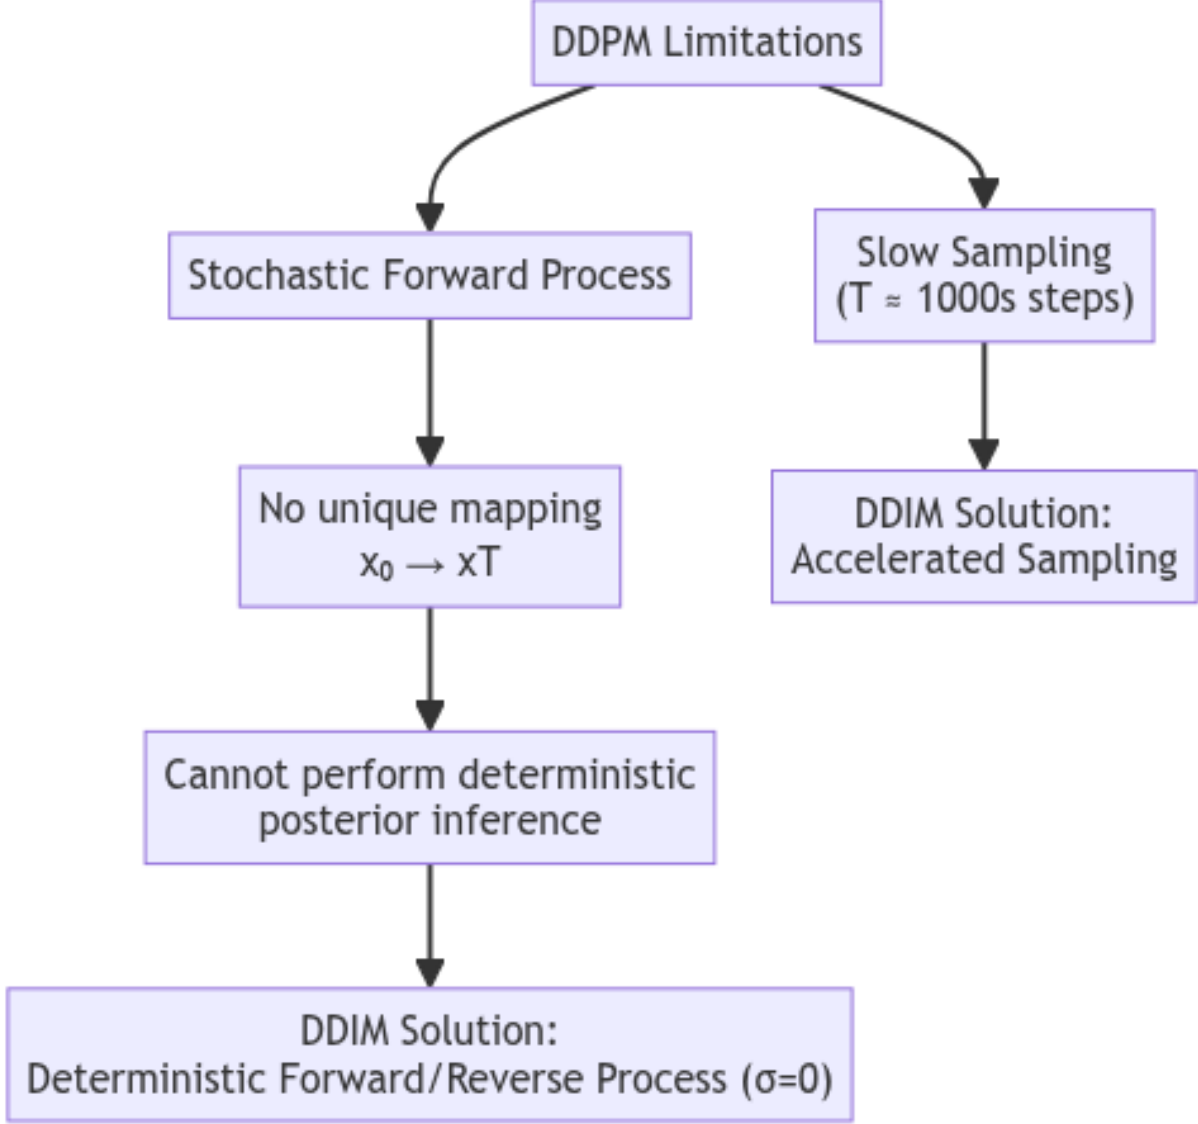 DDPM Limitations
Stochastic Forward Process
Slow Sampling
(T ≈ 1000s steps)
No unique mapping
x₀ → xT
DDIM Solution:
Accelerated Sampling
Cannot perform deterministic
posterior inference
DDIM Solution:
Deterministic Forward/Reverse Process (σ=0)